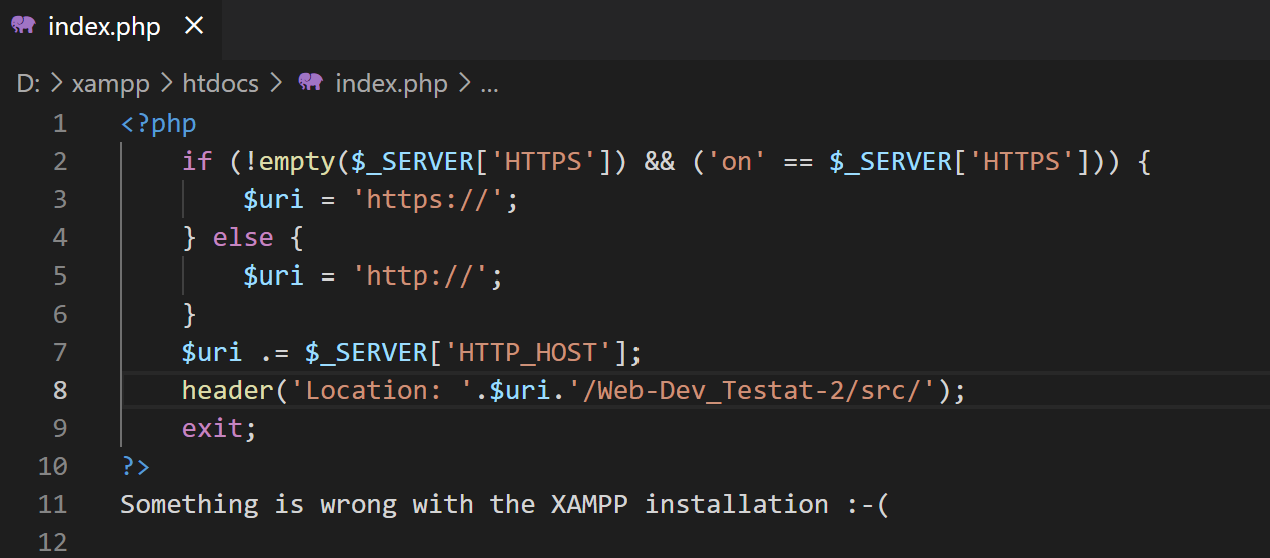 index.php ×
D: > xampp > htdocs > index.php > ...
1 <?php
2     if (!empty($_SERVER['HTTPS']) && ('on' == $_SERVER['HTTPS'])) {
3         $uri = 'https://';
4     } else {
5         $uri = 'http://';
6     }
7     $uri .= $_SERVER['HTTP_HOST'];
8     header('Location: '.$uri.'/Web-Dev_Testat-2/src/');
9     exit;
10 ?>
11 Something is wrong with the XAMPP installation :-(
12